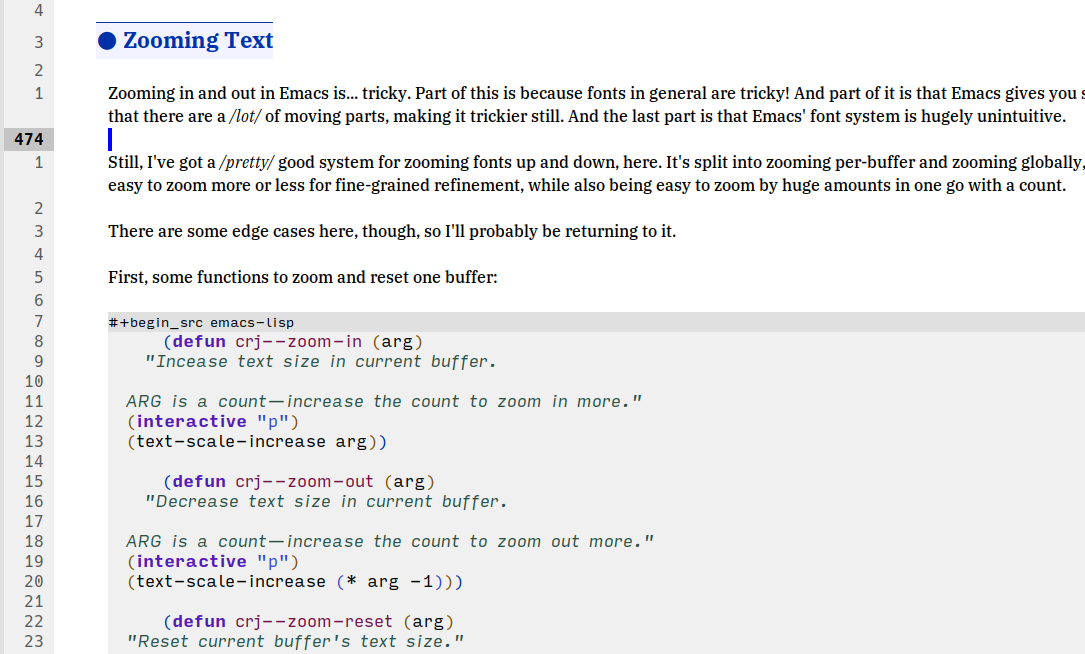 4
3 ● Zooming Text
2
1 Zooming in and out in Emacs is... tricky. Part of this is because fonts in general are tricky! And part of it is that Emacs gives you
that there are a /lot/ of moving parts, making it trickier still. And the last part is that Emacs' font system is hugely unintuitive.
474
1 Still, I've got a /pretty/ good system for zooming fonts up and down, here. It's split into zooming per-buffer and zooming globally,
easy to zoom more or less for fine-grained refinement, while also being easy to zoom by huge amounts in one go with a count.
2
3 There are some edge cases here, though, so I'll probably be returning to it.
4
5 First, some functions to zoom and reset one buffer:
6
7 #+begin_src emacs-lisp
8 (defun crj--zoom-in (arg)
9 "Incease text size in current buffer.
10
11 ARG is a count—increase the count to zoom in more."
12 (interactive "p")
13 (text-scale-increase arg))
14
15 (defun crj--zoom-out (arg)
16 "Decrease text size in current buffer.
17
18 ARG is a count—increase the count to zoom out more."
19 (interactive "p")
20 (text-scale-increase (* arg -1)))
21
22 (defun crj--zoom-reset (arg)
23 "Reset current buffer's text size."